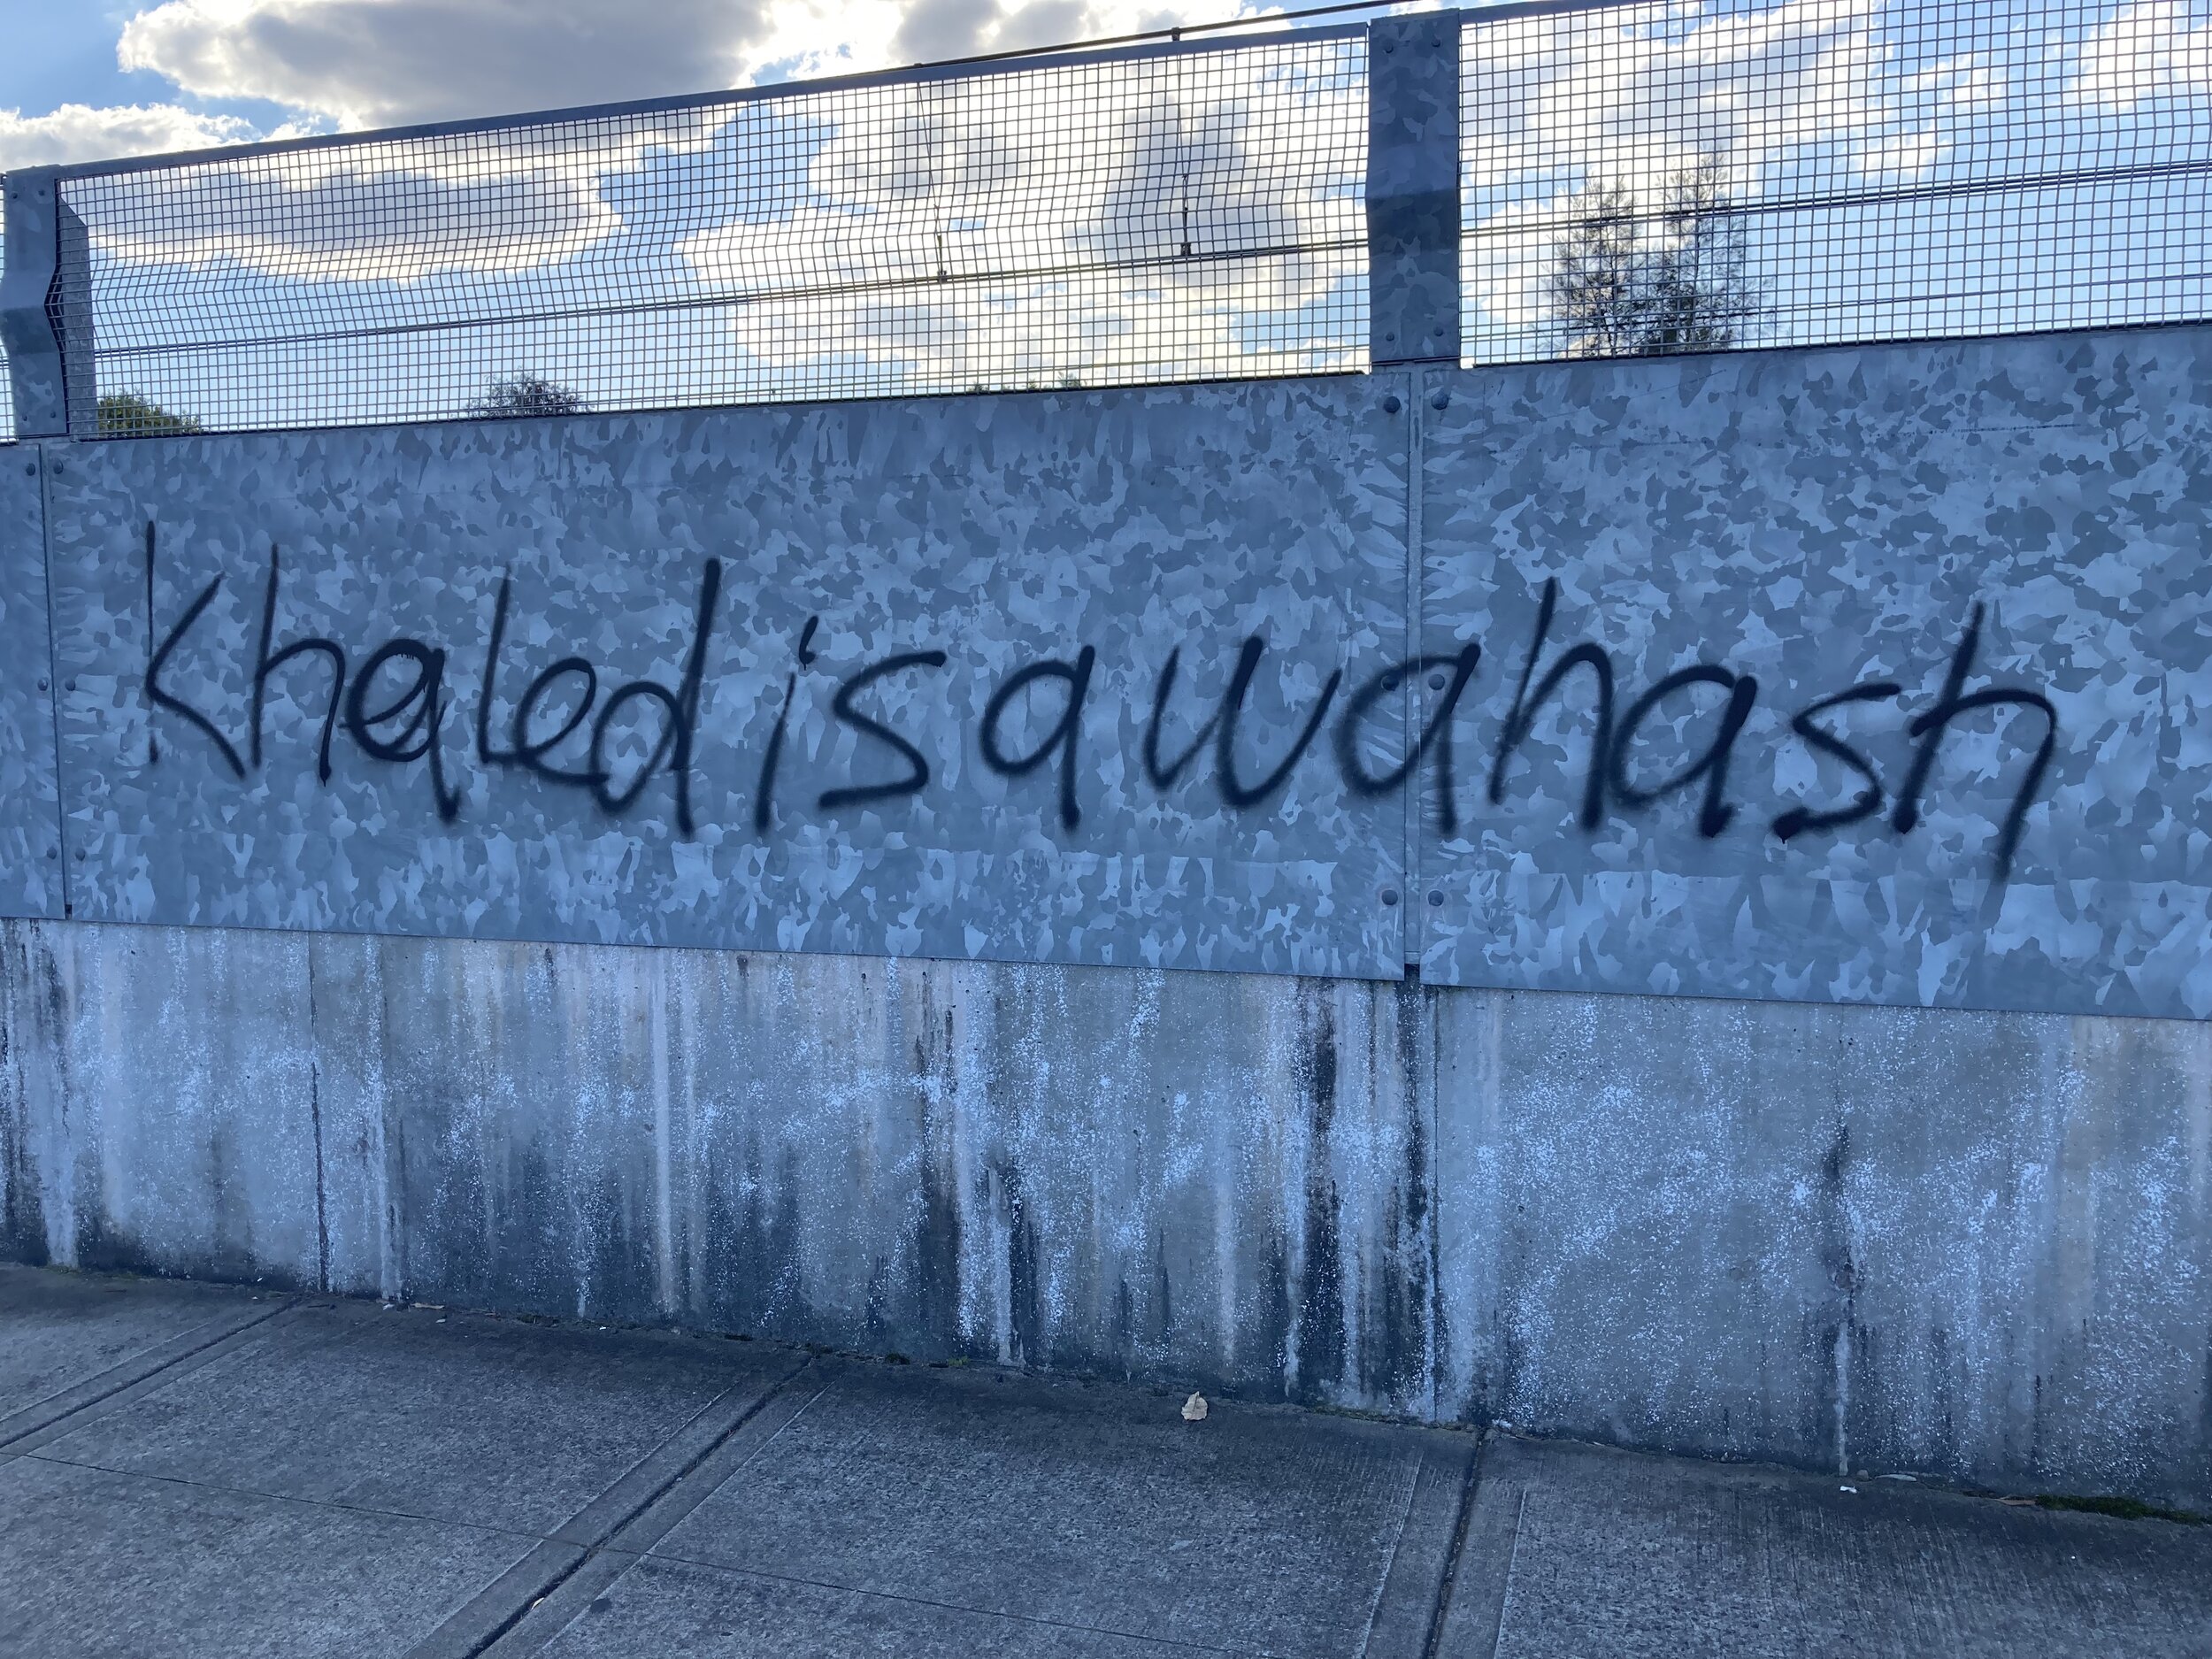 Khaled is a wahash